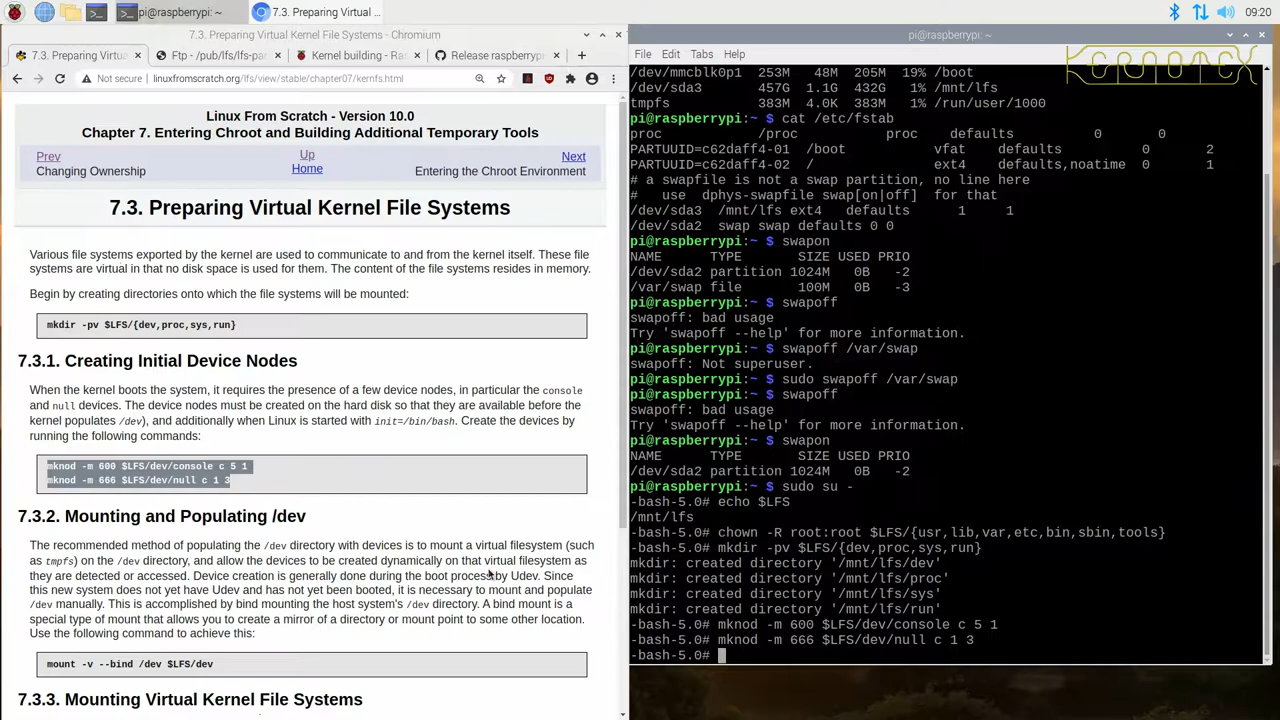 pi@raspberrypi: ~
7.3. Preparing Virtual ...
09:20
7.3. Preparing Virtual Kernel File Systems - Chromium
7.3. Preparing Virtua
Ftp - /pub/lfs/lfs-pa
Kernel building - Ras
Release raspberryp
Not secure | linuxfromscratch.org/lfs/view/stable/chapter07/kernfs.html
Linux From Scratch - Version 10.0
Chapter 7. Entering Chroot and Building Additional Temporary Tools
Prev
Up
Next
Changing Ownership
Home
Entering the Chroot Environment
7.3. Preparing Virtual Kernel File Systems
Various file systems exported by the kernel are used to communicate to and from the kernel itself. These file
systems are virtual in that no disk space is used for them. The content of the file systems resides in memory.
Begin by creating directories onto which the file systems will be mounted:
mkdir -pv $LFS/{dev,proc,sys,run}
7.3.1. Creating Initial Device Nodes
When the kernel boots the system, it requires the presence of a few device nodes, in particular the console
and null devices. The device nodes must be created on the hard disk so that they are available before the
kernel populates /dev), and additionally when Linux is started with init=/bin/bash. Create the devices by
running the following commands:
mknod -m 600 $LFS/dev/console c 5 1
mknod -m 666 $LFS/dev/null c 1 3
7.3.2. Mounting and Populating /dev
The recommended method of populating the /dev directory with devices is to mount a virtual filesystem (such
as tmpfs) on the /dev directory, and allow the devices to be created dynamically on that virtual filesystem as
they are detected or accessed. Device creation is generally done during the boot process by Udev. Since
this new system does not yet have Udev and has not yet been booted, it is necessary to mount and populate
/dev manually. This is accomplished by bind mounting the host system's /dev directory. A bind mount is a
special type of mount that allows you to create a mirror of a directory or mount point to some other location.
Use the following command to achieve this:
mount -v --bind /dev $LFS/dev
7.3.3. Mounting Virtual Kernel File Systems
pi@raspberrypi: ~
File Edit Tabs Help
KERNOTEX
/dev/mmcblk0p1 253M 48M 205M 19% /boot
/dev/sda3 457G 1.1G 432G 1% /mnt/lfs
tmpfs 383M 4.0K 383M 1% /run/user/1000
pi@raspberrypi:~ $ cat /etc/fstab
proc /proc proc defaults 0 0
PARTUUID=c62daff4-01 /boot vfat defaults 0 2
PARTUUID=c62daff4-02 / ext4 defaults,noatime 0 1
# a swapfile is not a swap partition, no line here
# use dphys-swapfile swap[on|off] for that
/dev/sda3 /mnt/lfs ext4 defaults 1 1
/dev/sda2 swap swap defaults 0 0
pi@raspberrypi:~ $ swapon
NAME TYPE SIZE USED PRIO
/dev/sda2 partition 1024M 0B -2
/var/swap file 100M 0B -3
pi@raspberrypi:~ $ swapoff
swapoff: bad usage
Try 'swapoff --help' for more information.
pi@raspberrypi:~ $ swapoff /var/swap
swapoff: Not superuser.
pi@raspberrypi:~ $ sudo swapoff /var/swap
pi@raspberrypi:~ $ swapoff
swapoff: bad usage
Try 'swapoff --help' for more information.
pi@raspberrypi:~ $ swapon
NAME TYPE SIZE USED PRIO
/dev/sda2 partition 1024M 0B -2
pi@raspberrypi:~ $ sudo su -
-bash-5.0# echo $LFS
/mnt/lfs
-bash-5.0# chown -R root:root $LFS/{usr,lib,var,etc,bin,sbin,tools}
-bash-5.0# mkdir -pv $LFS/{dev,proc,sys,run}
mkdir: created directory '/mnt/lfs/dev'
mkdir: created directory '/mnt/lfs/proc'
mkdir: created directory '/mnt/lfs/sys'
mkdir: created directory '/mnt/lfs/run'
-bash-5.0# mknod -m 600 $LFS/dev/console c 5 1
-bash-5.0# mknod -m 666 $LFS/dev/null c 1 3
-bash-5.0#